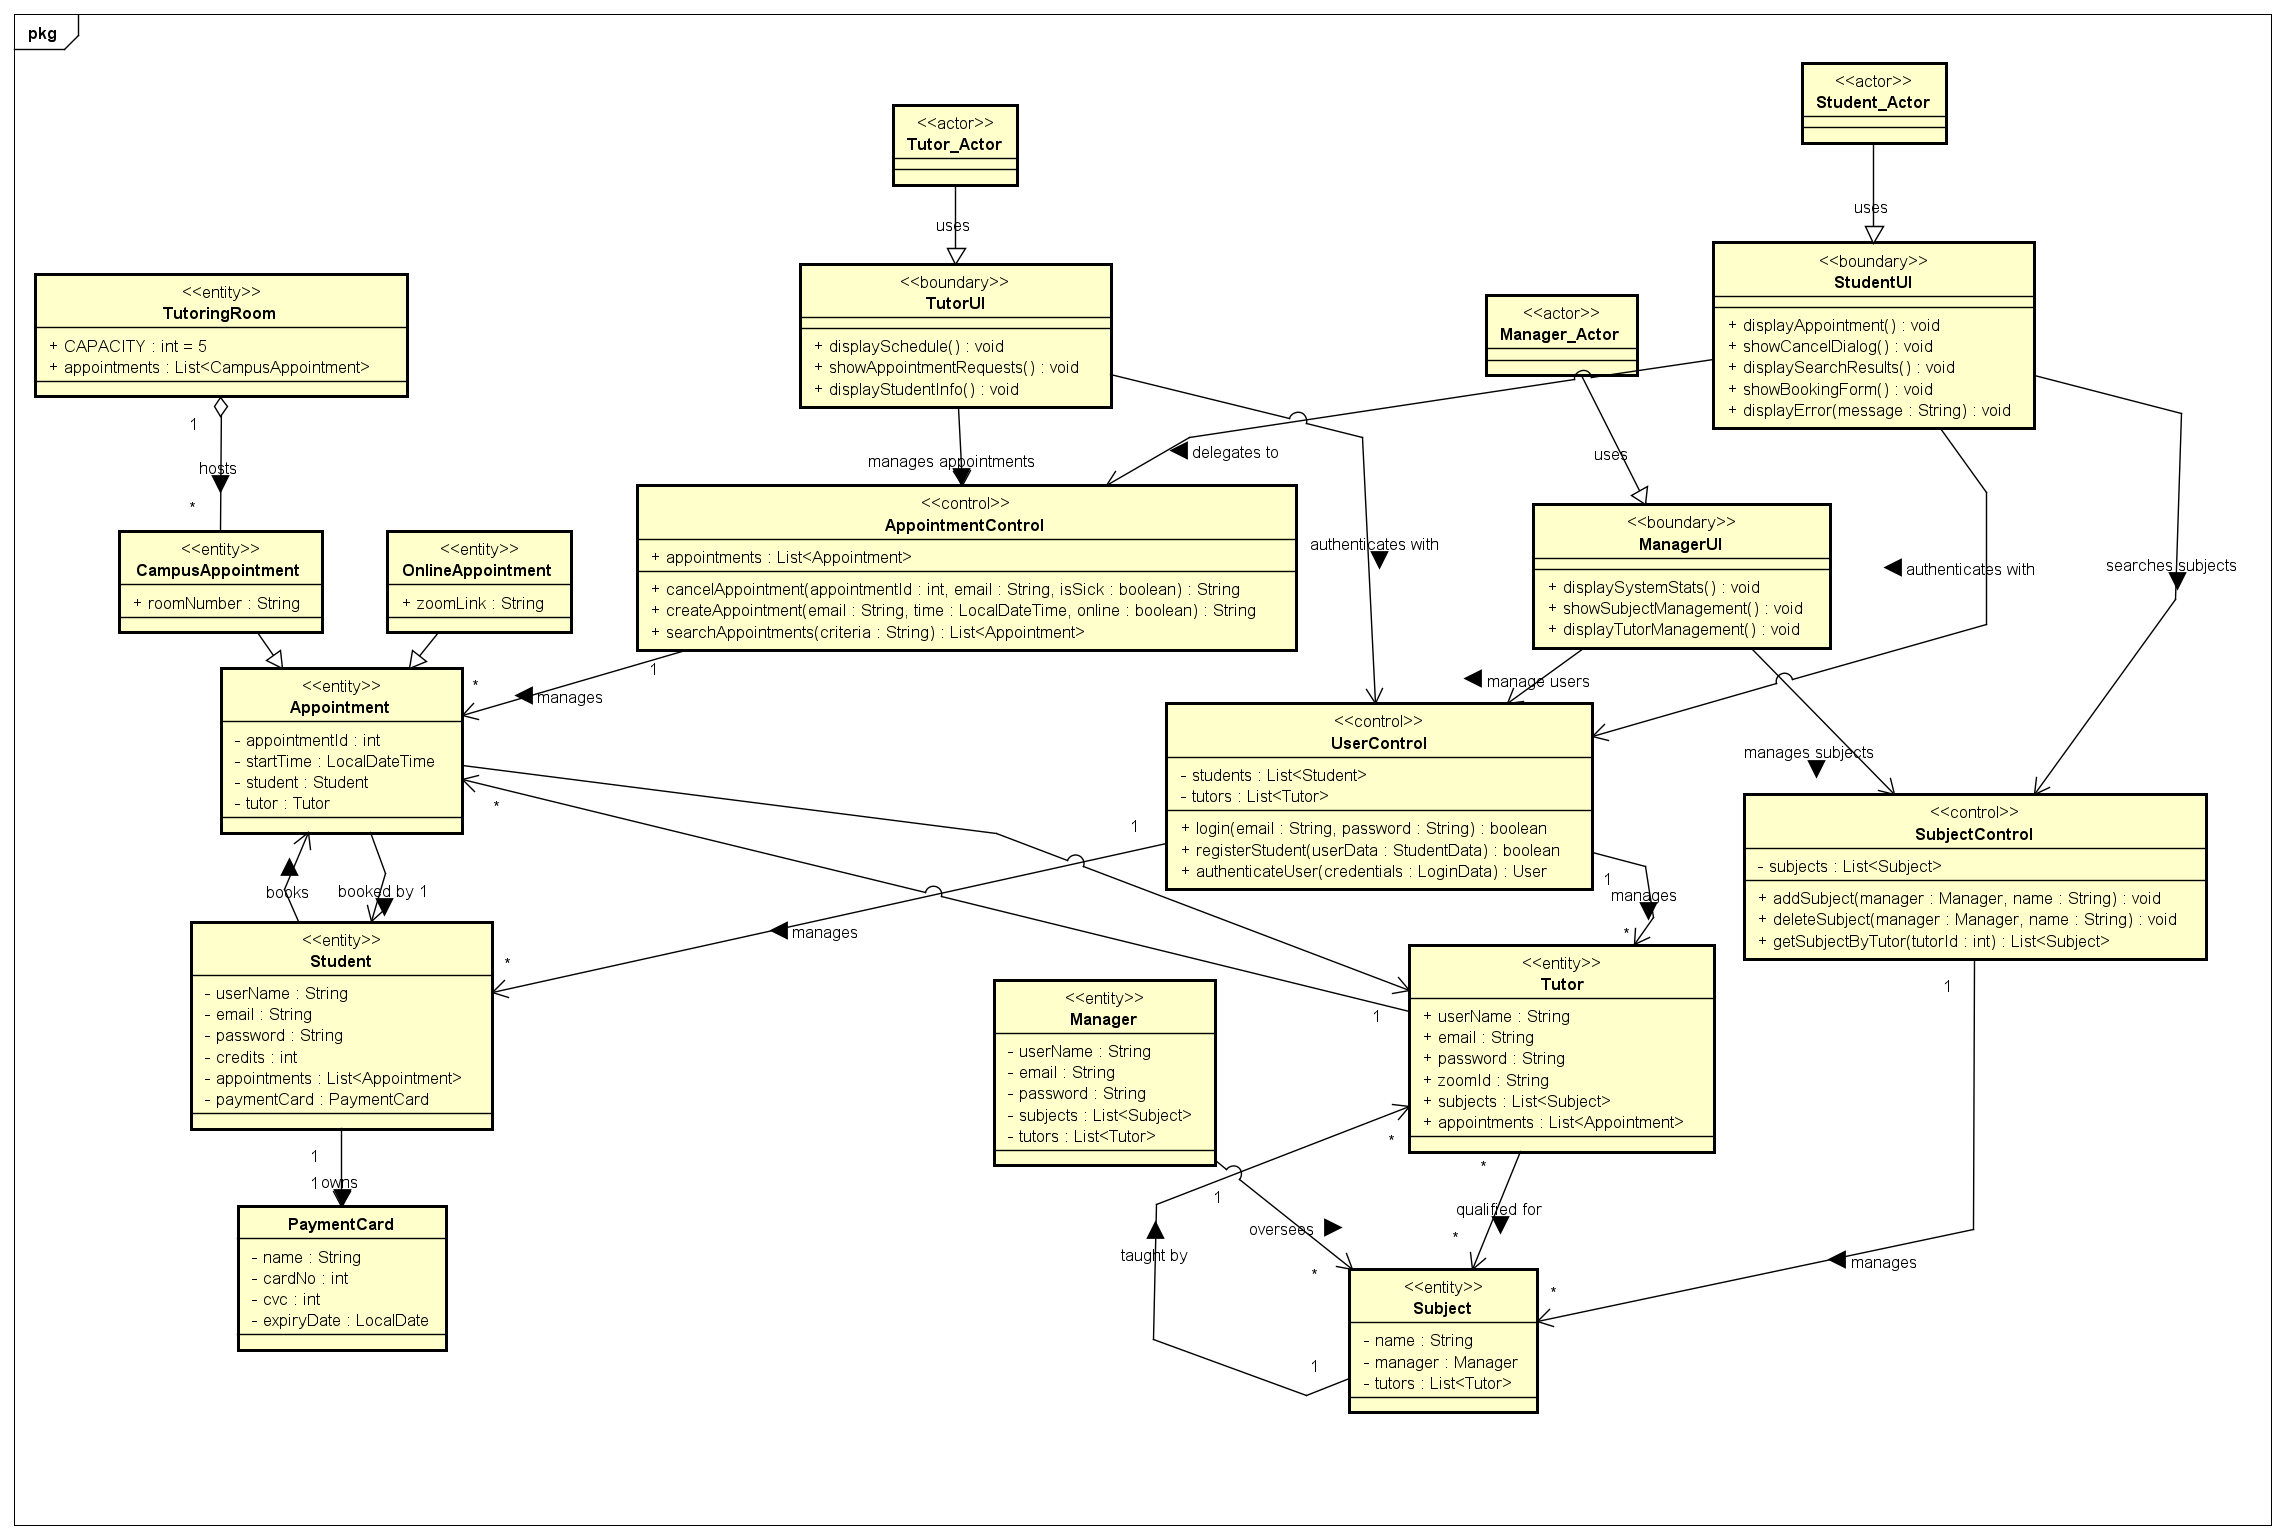 pkg
<<actor>>
Student_Actor
<<actor>>
Tutor_Actor
uses
uses
<<boundary>>
StudentUI
+ displayAppointment() : void
+ showCancelDialog() : void
+ displaySearchResults() : void
+ showBookingForm() : void
+ displayError(message : String) : void
<<boundary>>
TutorUI
+ displaySchedule() : void
+ showAppointmentRequests() : void
+ displayStudentInfo() : void
<<entity>>
TutoringRoom
+ CAPACITY : int = 5
+ appointments : List<CampusAppointment>
<<actor>>
Manager_Actor
1
hosts
*
manages appointments
delegates to
uses
<<control>>
AppointmentControl
+ appointments : List<Appointment>
+ cancelAppointment(appointmentId : int, email : String, isSick : boolean) : String
+ createAppointment(email : String, time : LocalDateTime, online : boolean) : String
+ searchAppointments(criteria : String) : List<Appointment>
<<boundary>>
ManagerUI
+ displaySystemStats() : void
+ showSubjectManagement() : void
+ displayTutorManagement() : void
<<entity>>
CampusAppointment
+ roomNumber : String
<<entity>>
OnlineAppointment
+ zoomLink : String
authenticates with
authenticates with
searches subjects
1
*
manages
manage users
<<entity>>
Appointment
- appointmentId : int
- startTime : LocalDateTime
- student : Student
- tutor : Tutor
<<control>>
UserControl
- students : List<Student>
- tutors : List<Tutor>
+ login(email : String, password : String) : boolean
+ registerStudent(userData : StudentData) : boolean
+ authenticateUser(credentials : LoginData) : User
manages subjects
<<control>>
SubjectControl
- subjects : List<Subject>
+ addSubject(manager : Manager, name : String) : void
+ deleteSubject(manager : Manager, name : String) : void
+ getSubjectByTutor(tutorId : int) : List<Subject>
*
1
books
booked by 1
1
manages
*
manages
*
<<entity>>
Student
- userName : String
- email : String
- password : String
- credits : int
- appointments : List<Appointment>
- paymentCard : PaymentCard
<<entity>>
Manager
- userName : String
- email : String
- password : String
- subjects : List<Subject>
- tutors : List<Tutor>
1
<<entity>>
Tutor
+ userName : String
+ email : String
+ password : String
+ zoomId : String
+ subjects : List<Subject>
+ appointments : List<Appointment>
1
1
1 owns
*
*
1
qualified for
oversees
*
taught by
*
manages
*
<<entity>>
Subject
- name : String
- manager : Manager
- tutors : List<Tutor>
1
PaymentCard
- name : String
- cardNo : int
- cvc : int
- expiryDate : LocalDate